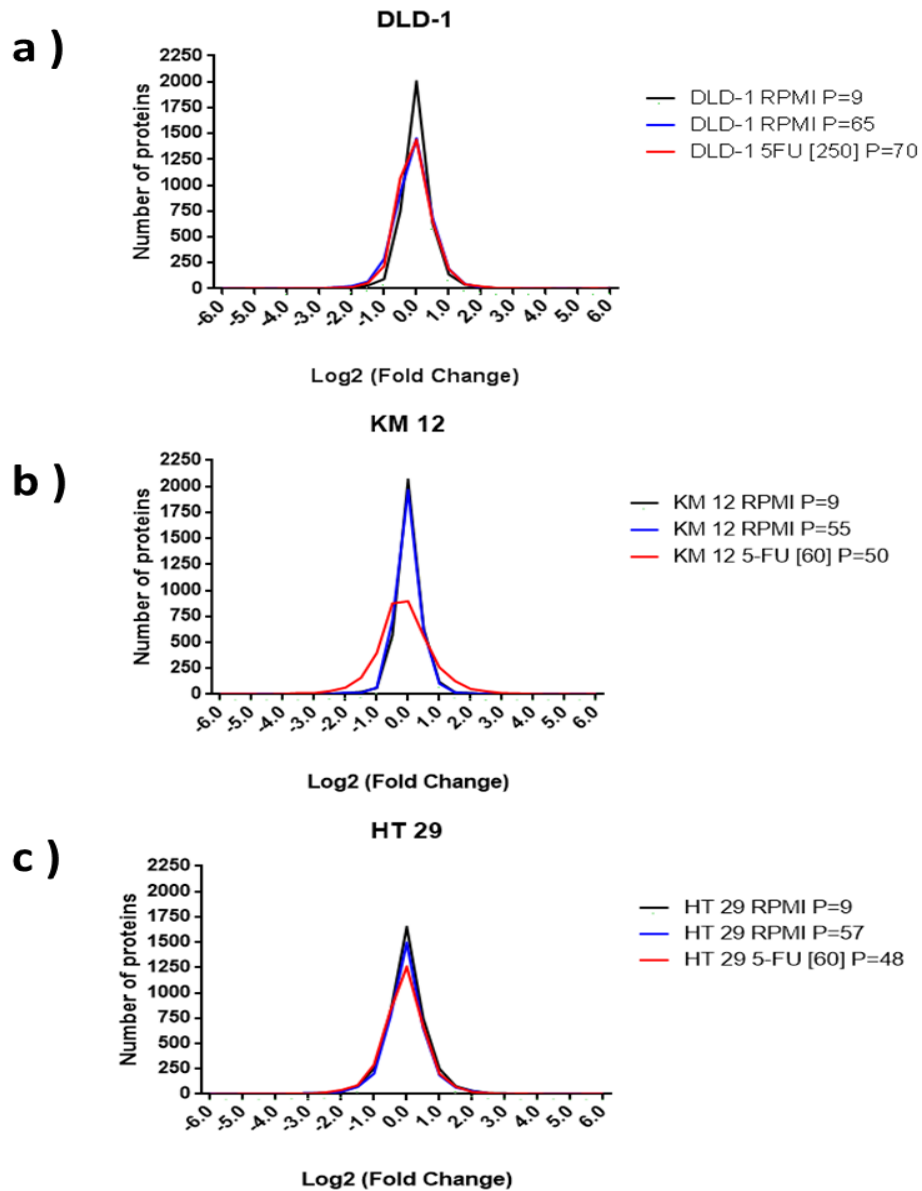 DLD-1
a )
2250
2000
1750
1500
1250
1000
750
500
250
0
Number of proteins
DLD-1 RPMI P=9
DLD-1 RPMI P=65
DLD-1 5FU [250] P=70
-6.0 -5.0 -4.0 -3.0 -2.0 -1.0 0.0 1.0 2.0 3.0 4.0 5.0 6.0
Log2 (Fold Change)
KM 12
b )
2250
2000
1750
1500
1250
1000
750
500
250
0
Number of proteins
KM 12 RPMI P=9
KM 12 RPMI P=55
KM 12 5-FU [60] P=50
-6.0 -5.0 -4.0 -3.0 -2.0 -1.0 0.0 1.0 2.0 3.0 4.0 5.0 6.0
Log2 (Fold Change)
HT 29
c )
2250
2000
1750
1500
1250
1000
750
500
250
0
Number of proteins
HT 29 RPMI P=9
HT 29 RPMI P=57
HT 29 5-FU [60] P=48
-6.0 -5.0 -4.0 -3.0 -2.0 -1.0 0.0 1.0 2.0 3.0 4.0 5.0 6.0
Log2 (Fold Change)